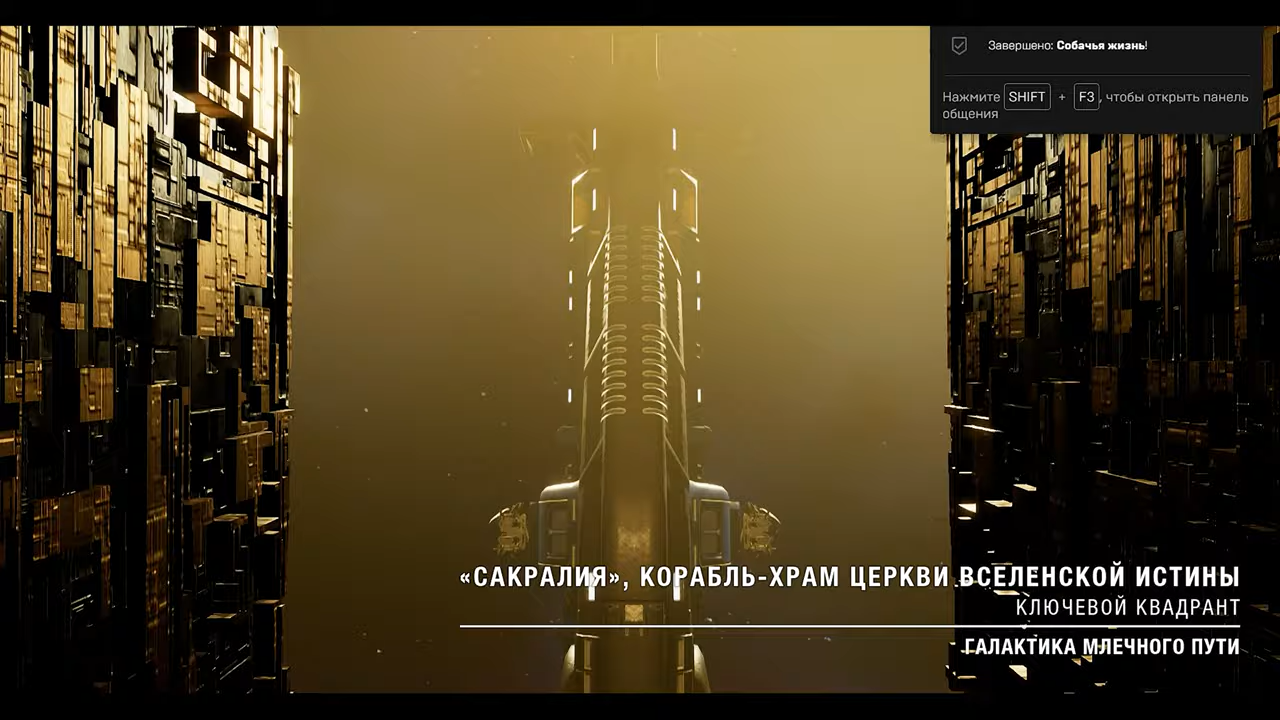 Завершено: Собачья жизнь!
Нажмите SHIFT + F3, чтобы открыть панель
общения
«САКРАЛИЯ», КОРАБЛЬ-ХРАМ ЦЕРКВИ ВСЕЛЕНСКОЙ ИСТИНЫ
КЛЮЧЕВОЙ КВАДРАНТ
ГАЛАКТИКА МЛЕЧНОГО ПУТИ